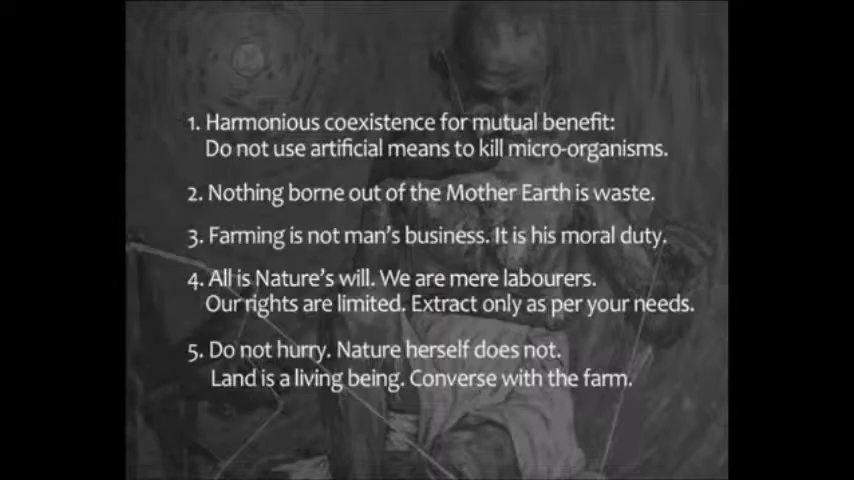 1. Harmonious coexistence for mutual benefit:
Do not use artificial means to kill micro-organisms.
2. Nothing borne out of the Mother Earth is waste.
3. Farming is not man's business. It is his moral duty.
4. All is Nature's will. We are mere labourers.
Our rights are limited. Extract only as per your needs.
5. Do not hurry. Nature herself does not.
Land is a living being. Converse with the farm.